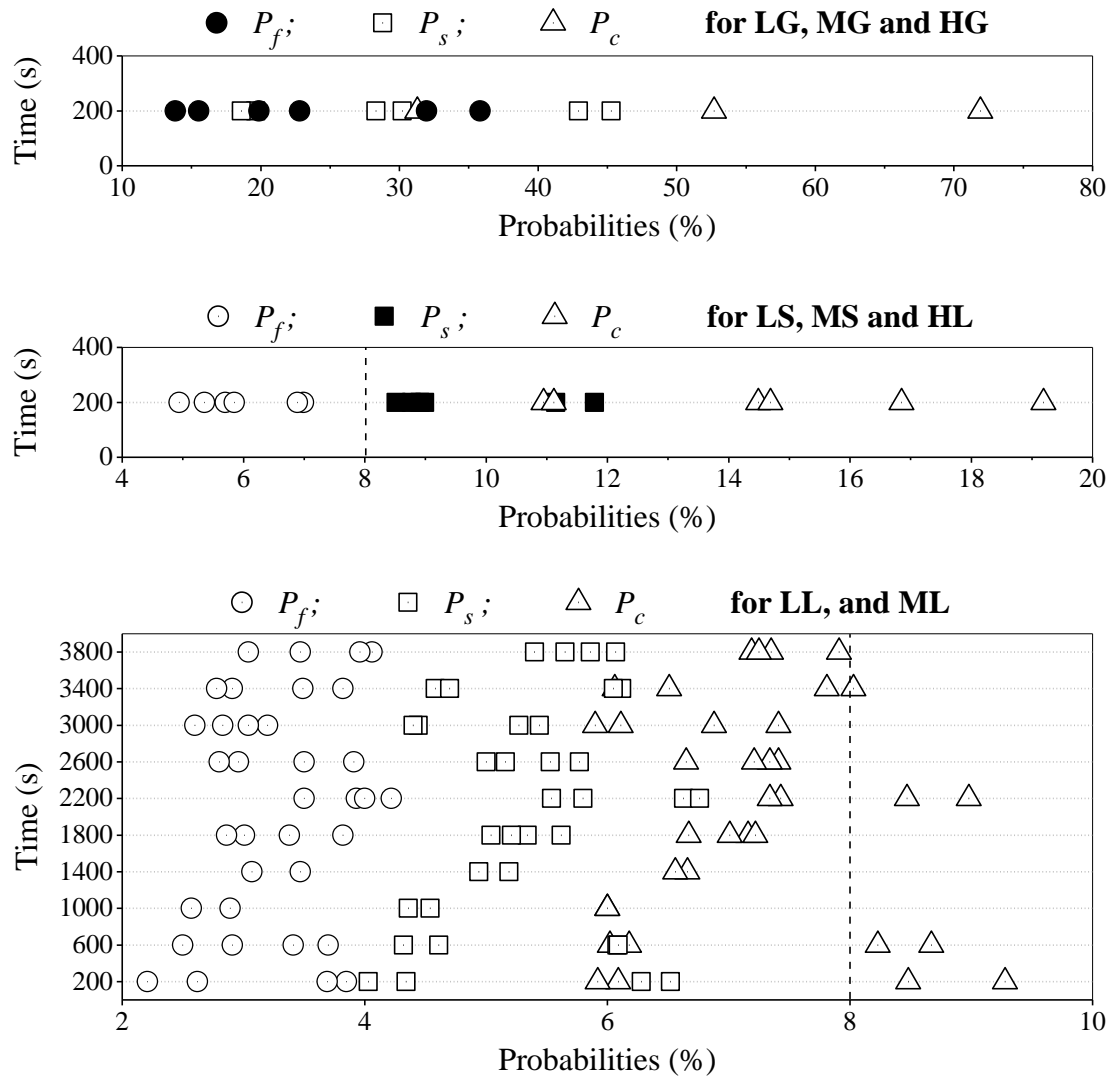 P_f; P_s; P_c for LG, MG and HG
400
200
0
Time (s)
10 20 30 40 50 60 70 80
Probabilities (%)
P_f; P_s; P_c for LS, MS and HL
400
200
0
Time (s)
4 6 8 10 12 14 16 18 20
Probabilities (%)
P_f; P_s; P_c for LL, and ML
3800
3400
3000
2600
2200
1800
1400
1000
600
200
Time (s)
2 4 6 8 10
Probabilities (%)